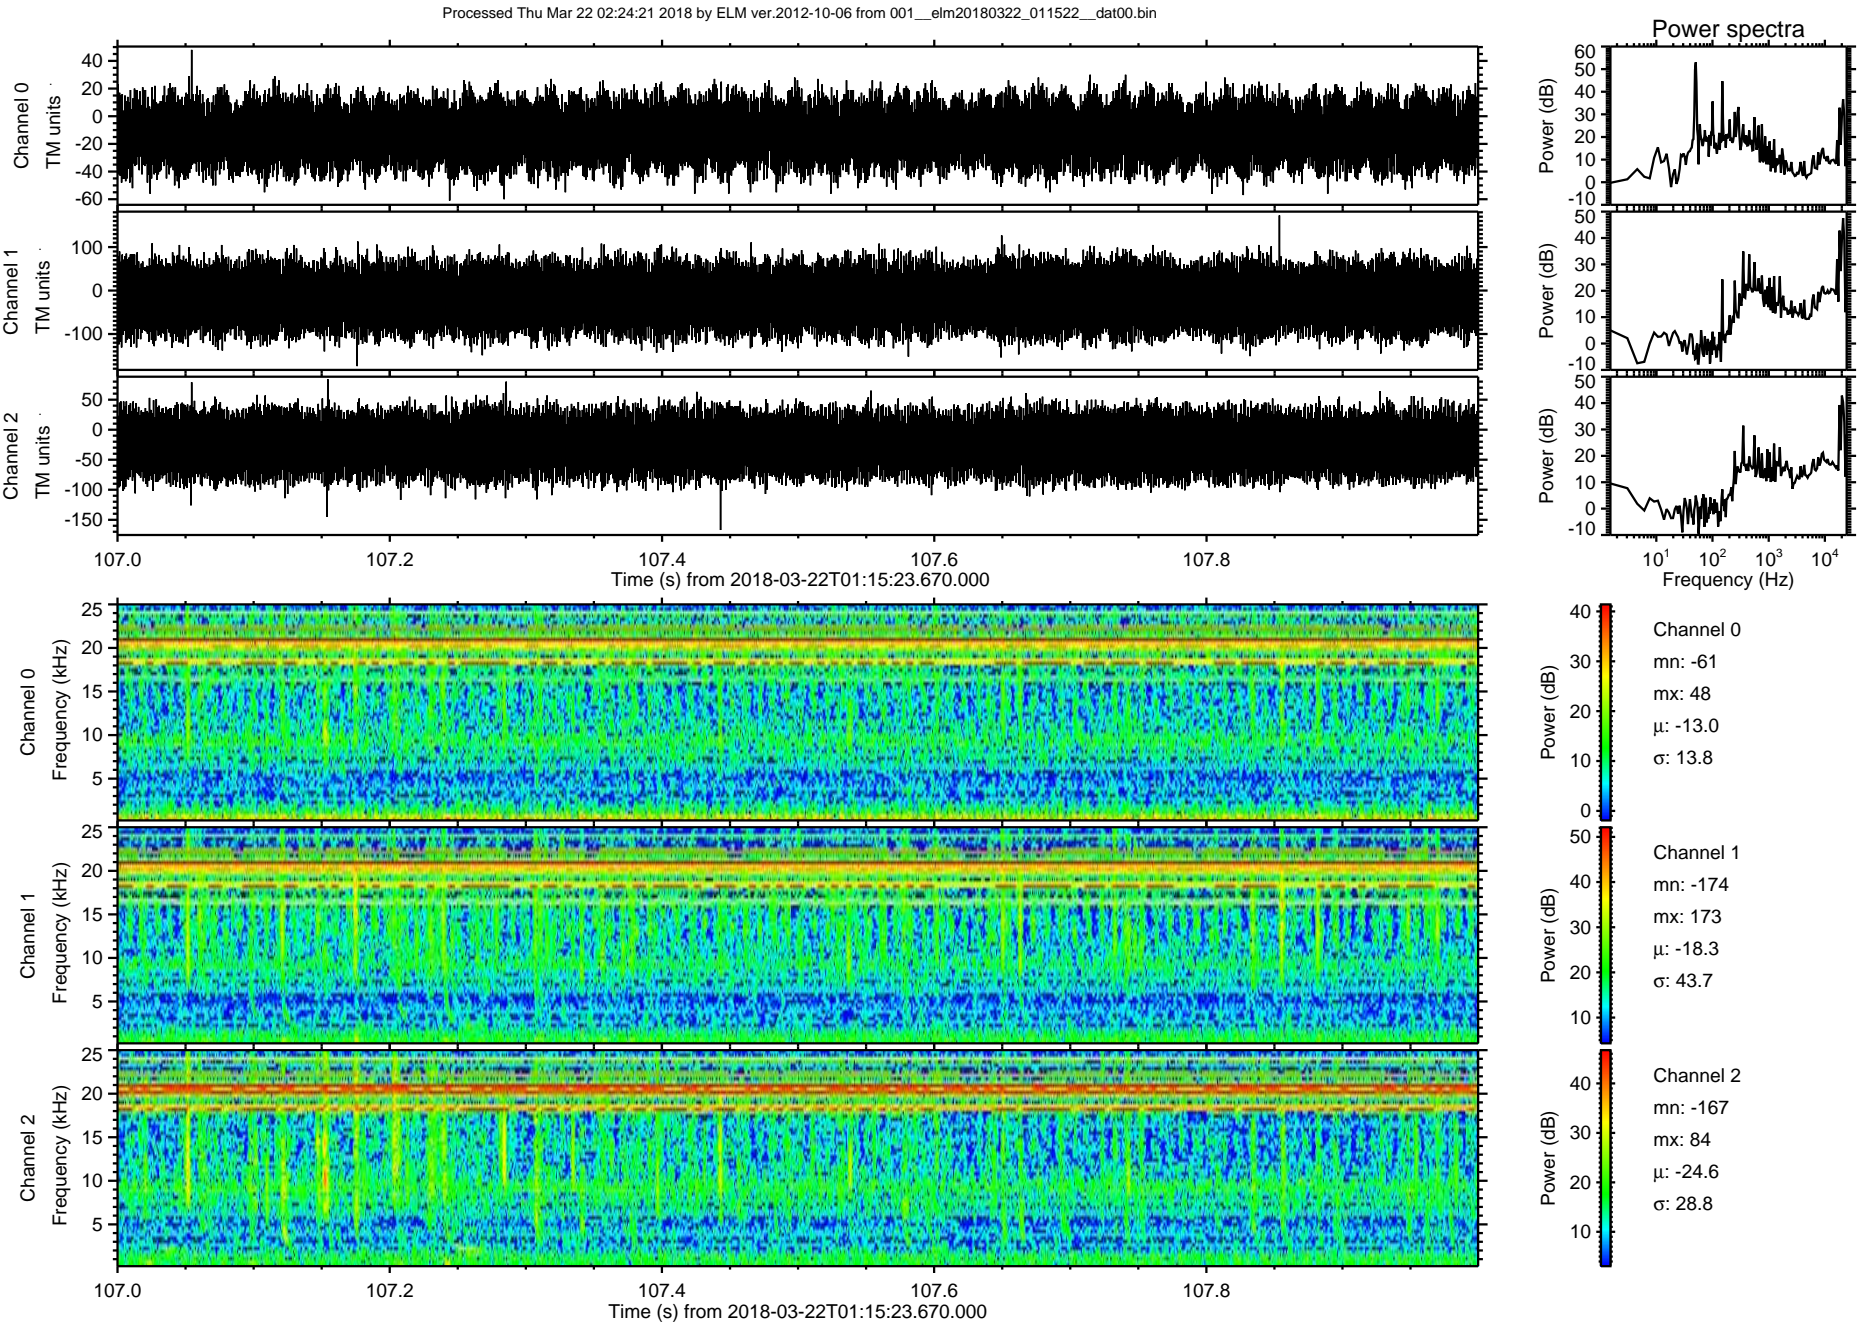 Processed Thu Mar 22 02:24:21 2018 by ELM ver.2012-10-06 from 001__elm20180322_011522__dat00.bin
Power spectra
Channel 0
TM units
40
20
0
-20
-40
-60
Power (dB)
60
50
40
30
20
10
0
-10
Channel 1
TM units
100
0
-100
Power (dB)
50
40
30
20
10
0
-10
Channel 2
TM units
50
0
-50
-100
-150
Power (dB)
50
40
30
20
10
0
-10
107.0 107.2 107.4 107.6 107.8
Time (s) from 2018-03-22T01:15:23.670.000
10^1 10^2 10^3 10^4
Frequency (Hz)
Channel 0
Frequency (kHz)
25
20
15
10
5
Power (dB)
40
30
20
10
0
Channel 0
mn: -61
mx: 48
μ: -13.0
σ: 13.8
Channel 1
Frequency (kHz)
25
20
15
10
5
Power (dB)
50
40
30
20
10
Channel 1
mn: -174
mx: 173
μ: -18.3
σ: 43.7
Channel 2
Frequency (kHz)
25
20
15
10
5
Power (dB)
40
30
20
10
Channel 2
mn: -167
mx: 84
μ: -24.6
σ: 28.8
107.0 107.2 107.4 107.6 107.8
Time (s) from 2018-03-22T01:15:23.670.000